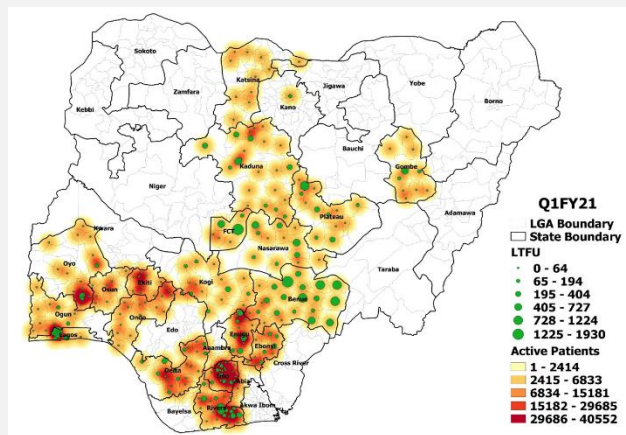 Sokoto
Katsina
Jigawa
Yobe
Borno
Zamfara
Kano
Kebbi
Bauchi
Gombe
Kaduna
Niger
Adamawa
Plateau
FCT
Kwara
Nasarawa
Taraba
Oyo
Kogi
Benue
Osun
Ekiti
Ogun
Ondo
Edo
Enugu
Lagos
Anambra
Ebonyi
Cross River
Delta
Imo
Abia
Bayelsa
Rivers
Akwa Ibom
Q1FY21
LGA Boundary
State Boundary
LTFU
0 - 64
65 - 194
195 - 404
405 - 727
728 - 1224
1225 - 1930
Active Patients
1 - 2414
2415 - 6833
6834 - 15181
15182 - 29685
29686 - 40552